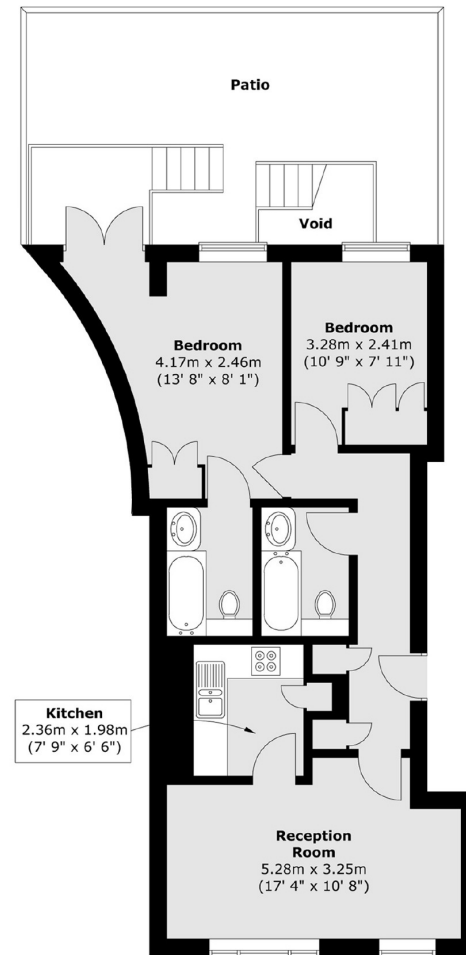 Patio
Void
Bedroom
4.17m x 2.46m
(13' 8" x 8' 1")
Bedroom
3.28m x 2.41m
(10' 9" x 7' 11")
Kitchen
2.36m x 1.98m
(7' 9" x 6' 6")
Reception
Room
5.28m x 3.25m
(17' 4" x 10' 8")